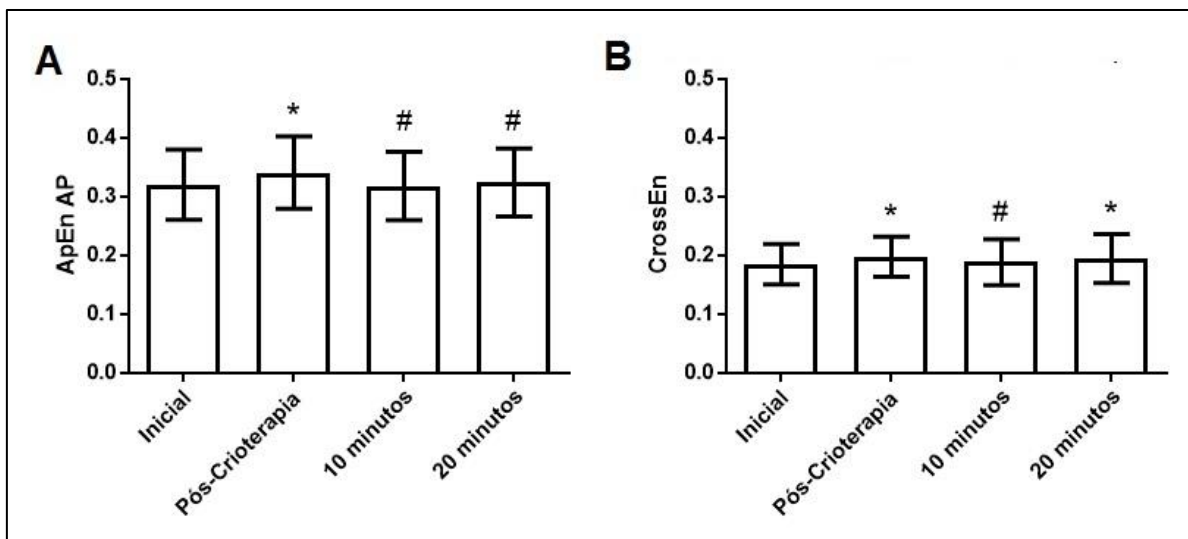 A
ApEn AP
0.5
0.4
0.3
0.2
0.1
0.0
*
#
#
Inicial
Pós-Crioterapia
10 minutos
20 minutos
B
CrossEn
0.5
0.4
0.3
0.2
0.1
0.0
*
#
*
Inicial
Pós-Crioterapia
10 minutos
20 minutos